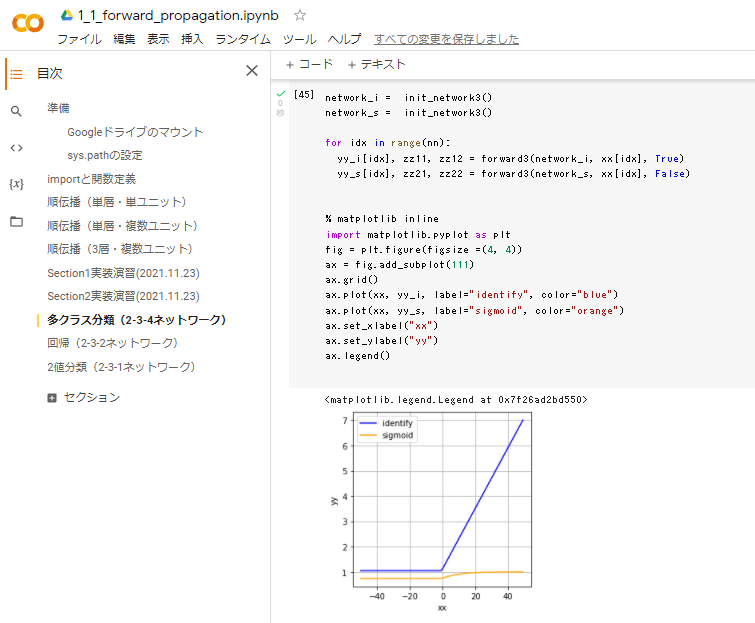 1_1_forward_propagation.ipynb
ファイル 編集 表示 挿入 ランタイム ツール ヘルプ すべての変更を保存しました
目次
+ コード + テキスト
準備
Googleドライブのマウント
sys.pathの設定
importと関数定義
順伝播（単層・単ユニット）
順伝播（単層・複数ユニット）
順伝播（3層・複数ユニット）
Section1実装演習(2021.11.23)
Section2実装演習(2021.11.23)
多クラス分類（2-3-4ネットワーク）
回帰（2-3-2ネットワーク）
2値分類（2-3-1ネットワーク）
セクション
[45]
network_i =  init_network3()
network_s =  init_network3()
for idx in range(nn):
  yy_i[idx], zz11, zz12 = forward3(network_i, xx[idx], True)
  yy_s[idx], zz21, zz22 = forward3(network_s, xx[idx], False)
% matplotlib inline
import matplotlib.pyplot as plt
fig = plt.figure(figsize =(4, 4))
ax = fig.add_subplot(111)
ax.grid()
ax.plot(xx, yy_i, label="identify", color="blue")
ax.plot(xx, yy_s, label="sigmoid", color="orange")
ax.set_xlabel("xx")
ax.set_ylabel("yy")
ax.legend()
<matplotlib.legend.Legend at 0x7f26ad2bd550>
identify
sigmoid
7
6
5
4
3
2
1
yy
−40 −20 0 20 40
xx